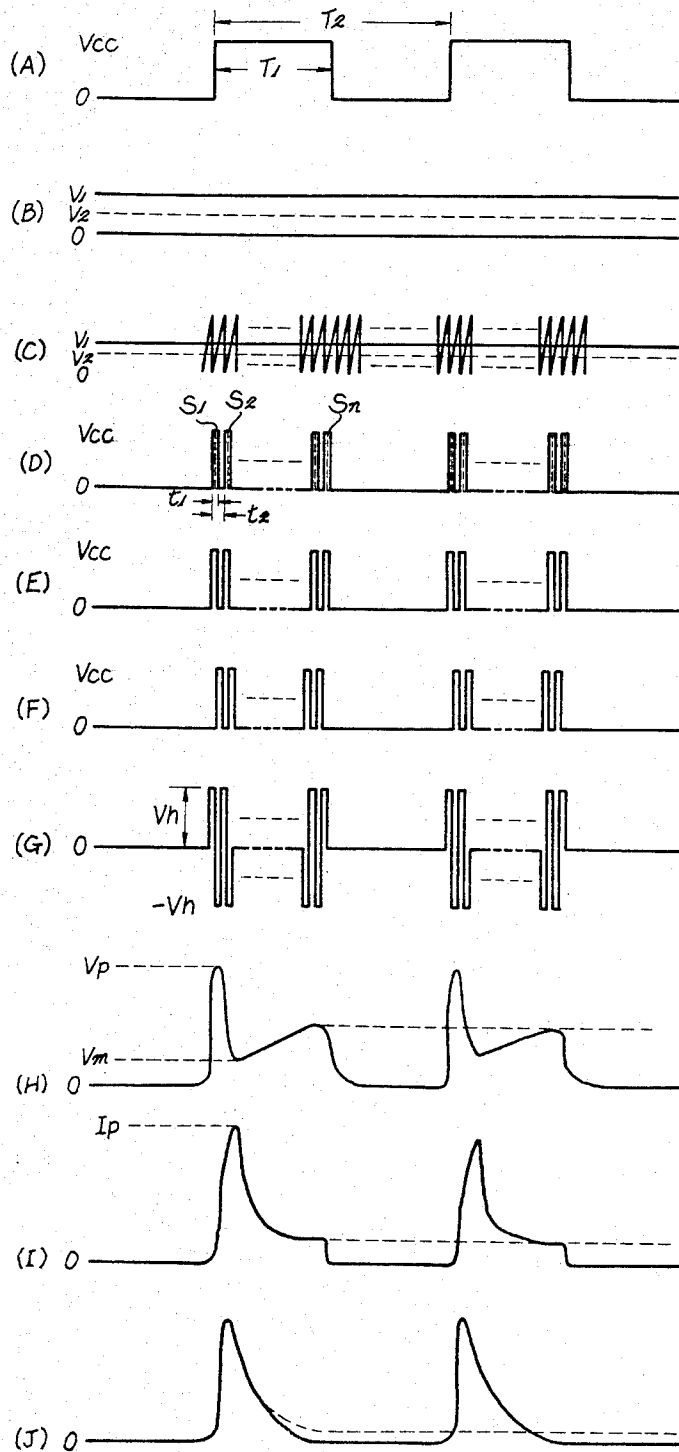 T2
Vcc
(A)
T1
0
V1
V2
(B)
0
V1
(C)
V2
0
S1 S2 Sn
Vcc
(D)
0
t1
t2
Vcc
(E)
0
Vcc
(F)
0
Vh
(G) 0
-Vh
Vp
Vm
(H) 0
Ip
(I) 0
(J) 0